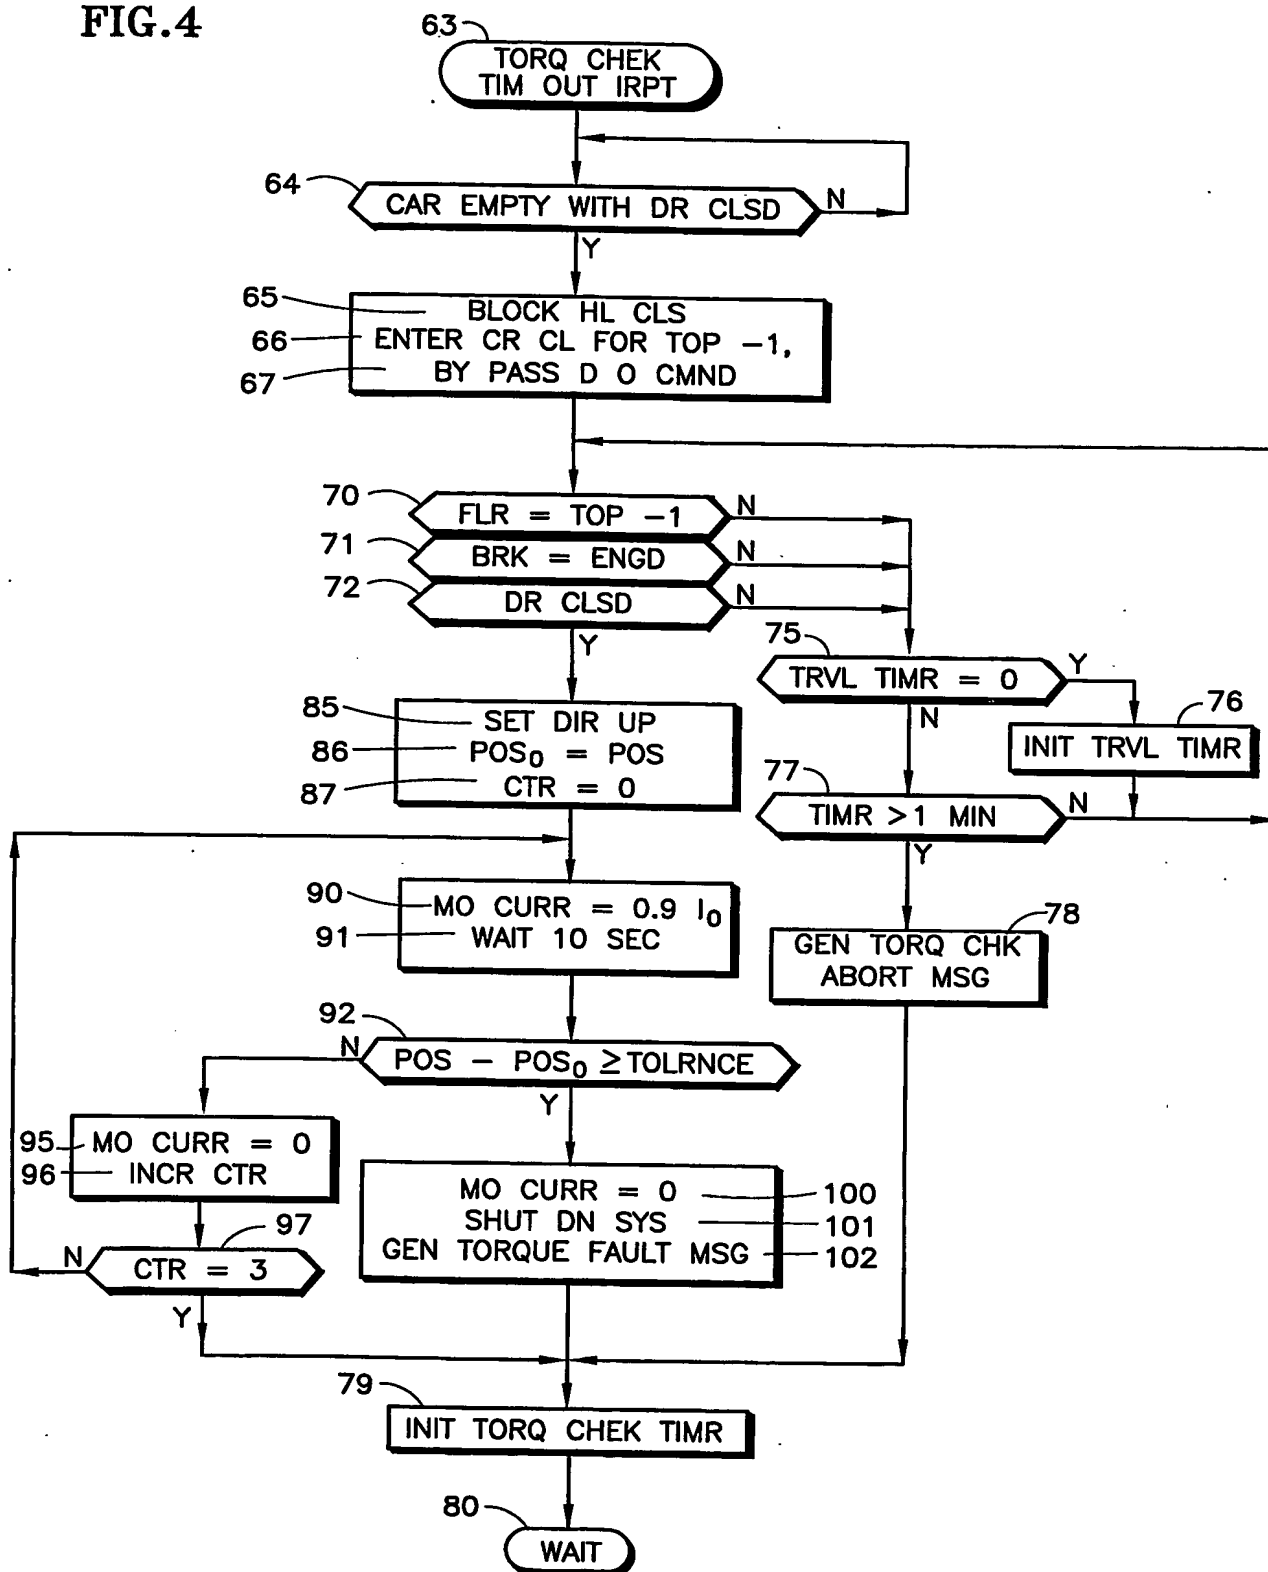 FIG.4
63
TORQ CHEK
TIM OUT IRPT
64
CAR EMPTY WITH DR CLSD
N
Y
65
BLOCK HL CLS
66
ENTER CR CL FOR TOP -1,
67
BY PASS D O CMND
70
FLR = TOP -1
N
71
BRK = ENGD
N
72
DR CLSD
N
Y
75
TRVL TIMR = 0
Y
N
76
INIT TRVL TIMR
77
TIMR >1 MIN
N
Y
78
GEN TORQ CHK
ABORT MSG
85
SET DIR UP
86
POS₀ = POS
87
CTR = 0
90
MO CURR = 0.9 I₀
91
WAIT 10 SEC
92
N
POS - POS₀ ≥TOLRNCE
Y
95
MO CURR = 0
96
INCR CTR
97
N
CTR = 3
Y
MO CURR = 0
100
SHUT DN SYS
101
GEN TORQUE FAULT MSG
102
79
INIT TORQ CHEK TIMR
80
WAIT